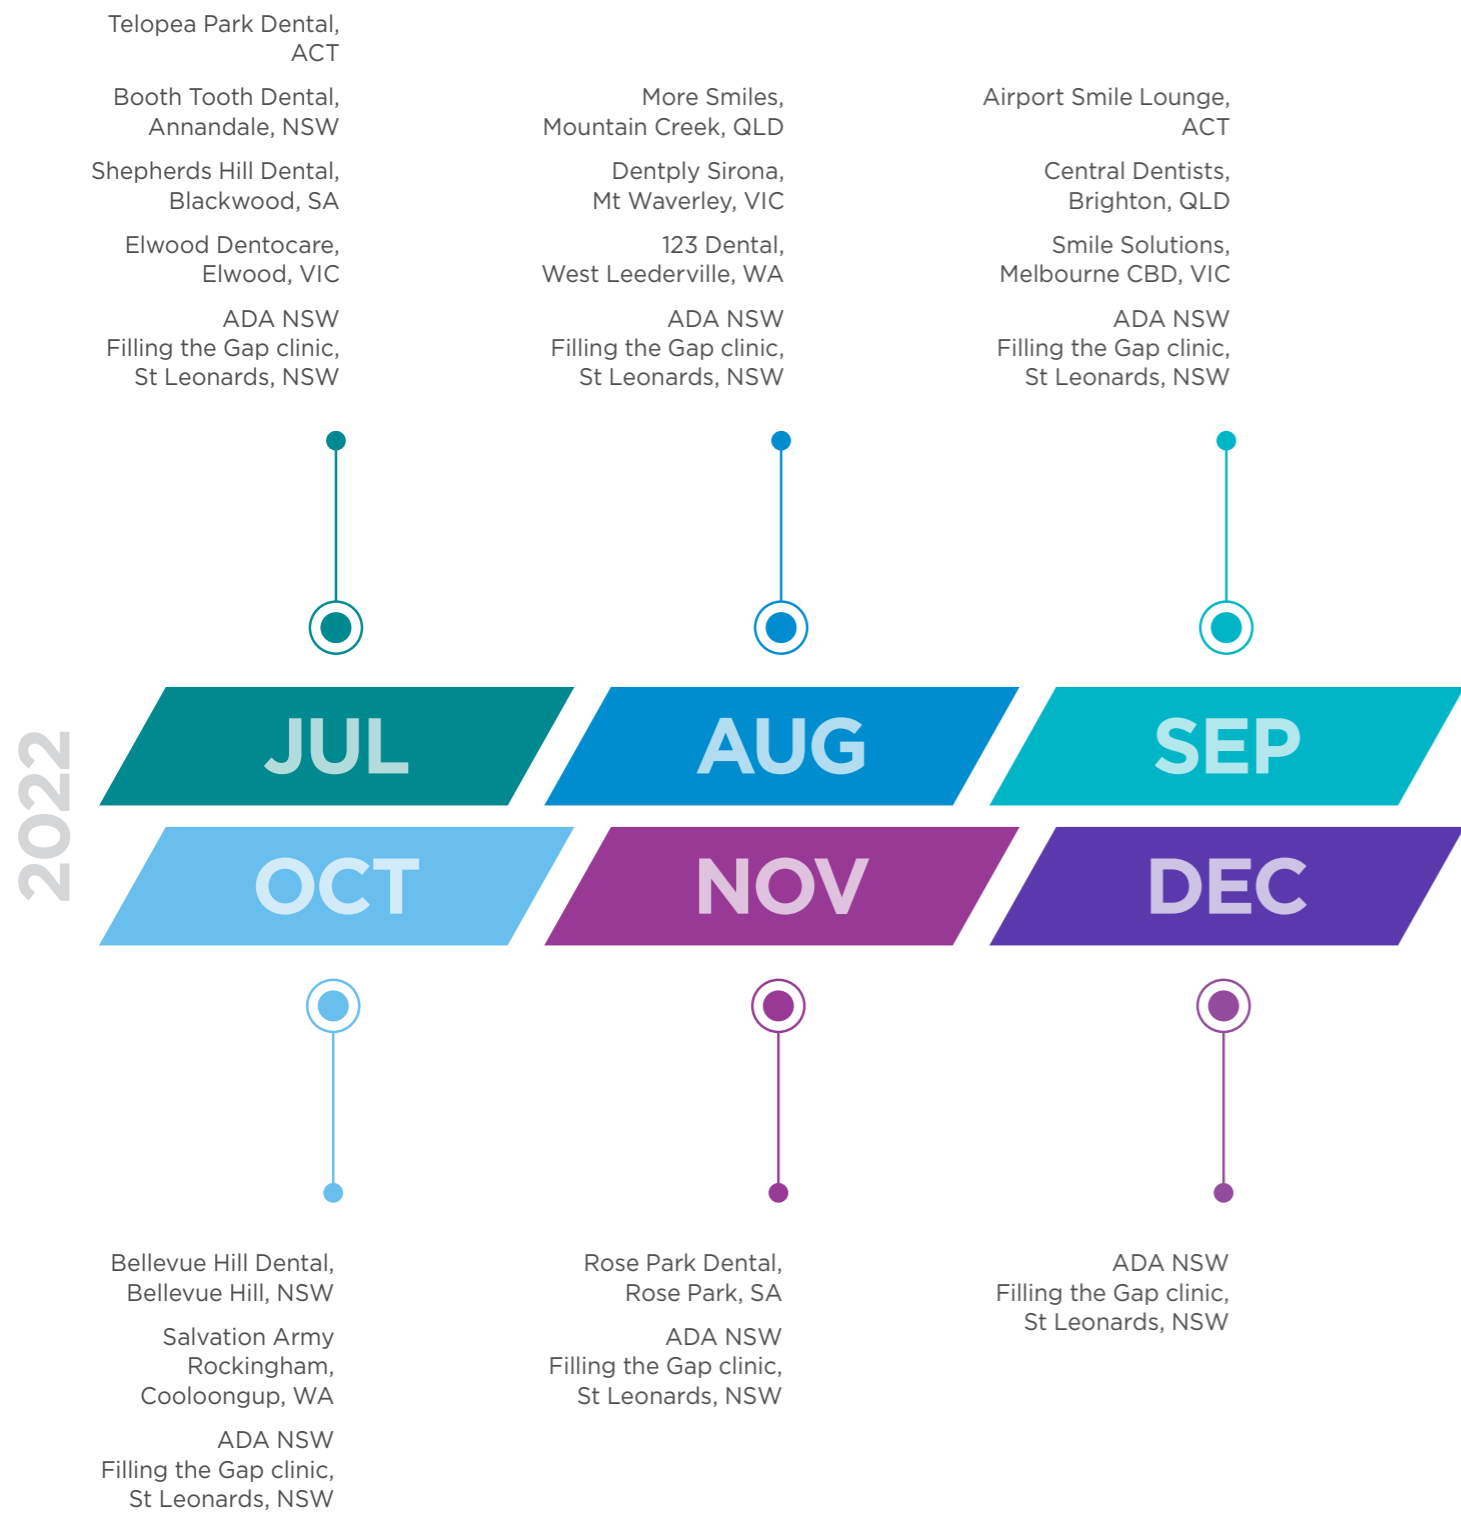 Telopea Park Dental,
ACT
Booth Tooth Dental,
Annandale, NSW
Shepherds Hill Dental,
Blackwood, SA
Elwood Dentocare,
Elwood, VIC
ADA NSW
Filling the Gap clinic,
St Leonards, NSW
More Smiles,
Mountain Creek, QLD
Dentply Sirona,
Mt Waverley, VIC
123 Dental,
West Leederville, WA
ADA NSW
Filling the Gap clinic,
St Leonards, NSW
Airport Smile Lounge,
ACT
Central Dentists,
Brighton, QLD
Smile Solutions,
Melbourne CBD, VIC
ADA NSW
Filling the Gap clinic,
St Leonards, NSW
2022
JUL
AUG
SEP
OCT
NOV
DEC
Bellevue Hill Dental,
Bellevue Hill, NSW
Salvation Army
Rockingham,
Cooloongup, WA
ADA NSW
Filling the Gap clinic,
St Leonards, NSW
Rose Park Dental,
Rose Park, SA
ADA NSW
Filling the Gap clinic,
St Leonards, NSW
ADA NSW
Filling the Gap clinic,
St Leonards, NSW